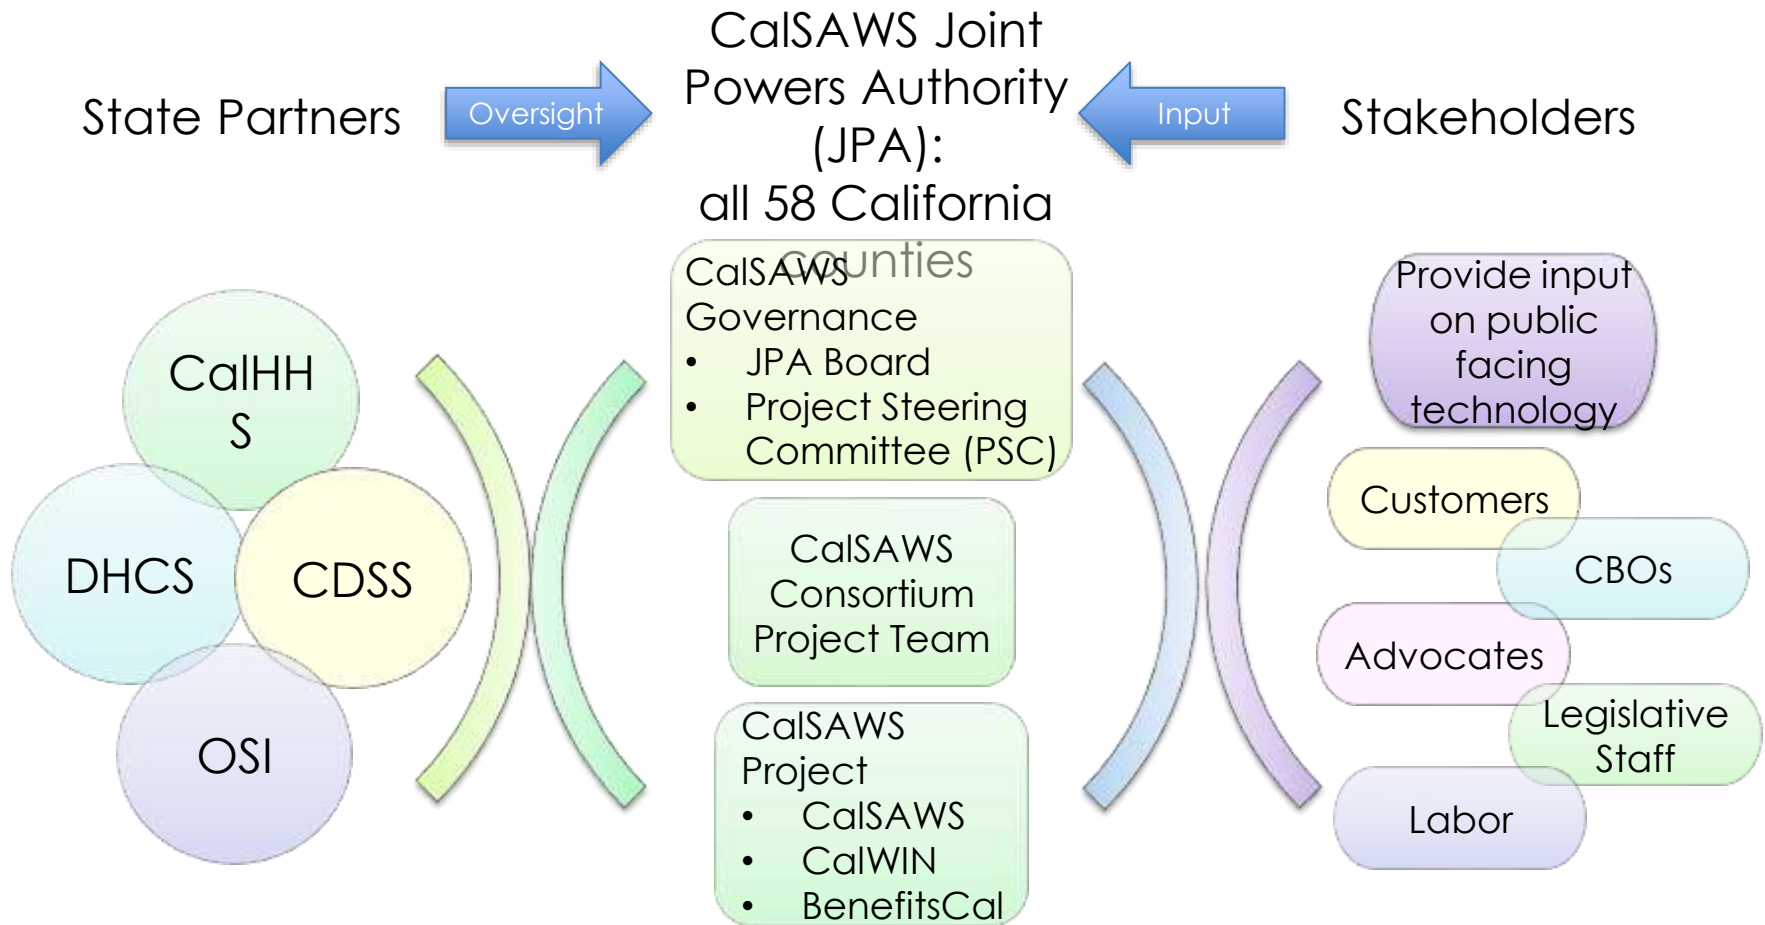 CalSAWS Joint
Powers Authority
(JPA):
all 58 California
counties
State Partners
Oversight
Input
Stakeholders
CalHH
S
DHCS
CDSS
OSI
CalSAWS
Governance
• JPA Board
• Project Steering
Committee (PSC)
CalSAWS
Consortium
Project Team
CalSAWS
Project
• CalSAWS
• CalWIN
• BenefitsCal
Provide input
on public
facing
technology
Customers
CBOs
Advocates
Legislative
Staff
Labor